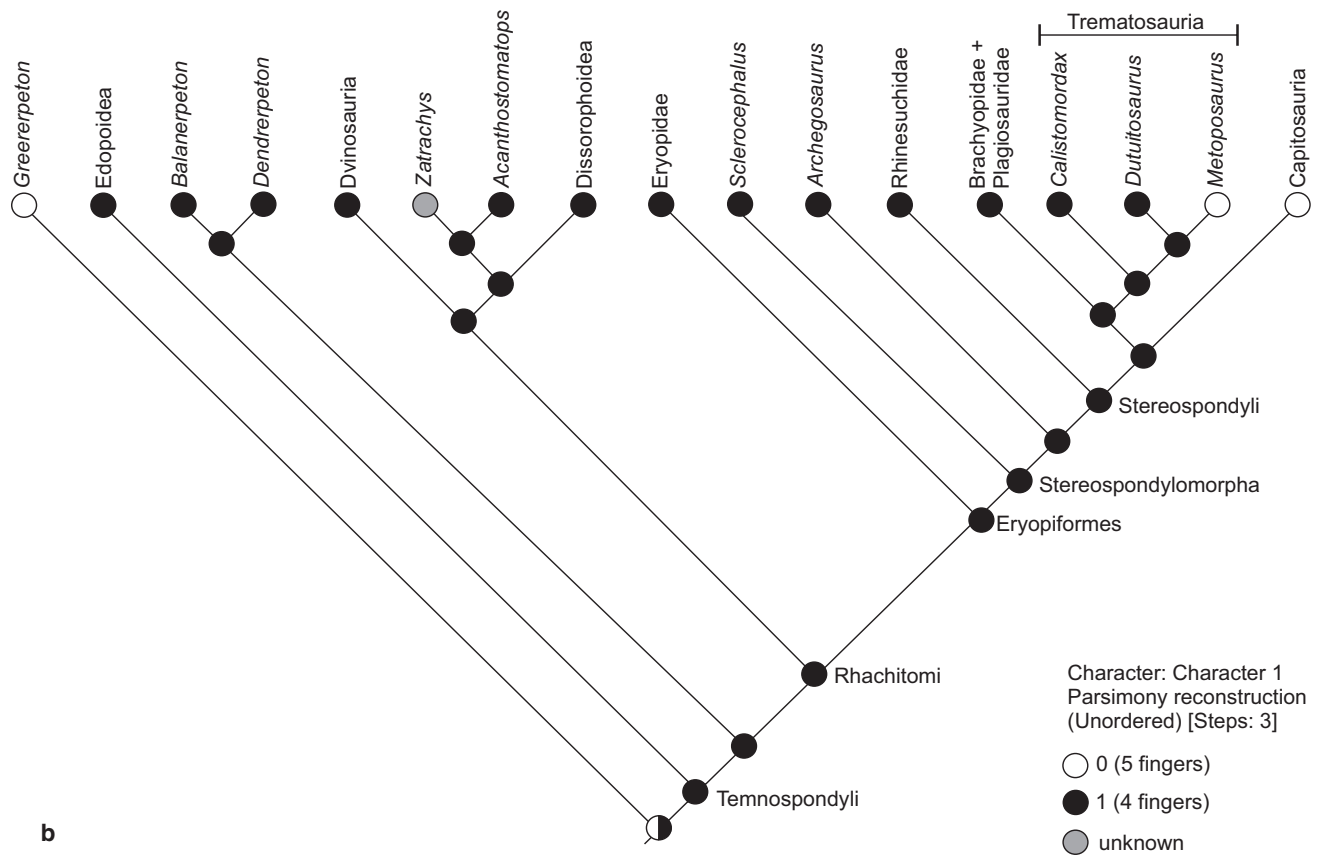 Trematosauria
Greererpeton
Edopoidea
Balanerpeton
Dendrerpeton
Dvinosauria
Zatrachys
Acanthostomatops
Dissorophoidea
Eryopidae
Sclerocephalus
Archegosaurus
Rhinesuchidae
Brachyopidae +
Plagiosauridae
Calistomordax
Dutuitosaurus
Metoposaurus
Capitosauria
Stereospondyli
Stereospondylomorpha
Eryopiformes
Rhachitomi
Temnospondyli
Character: Character 1
Parsimony reconstruction
(Unordered) [Steps: 3]
0 (5 fingers)
1 (4 fingers)
unknown
b